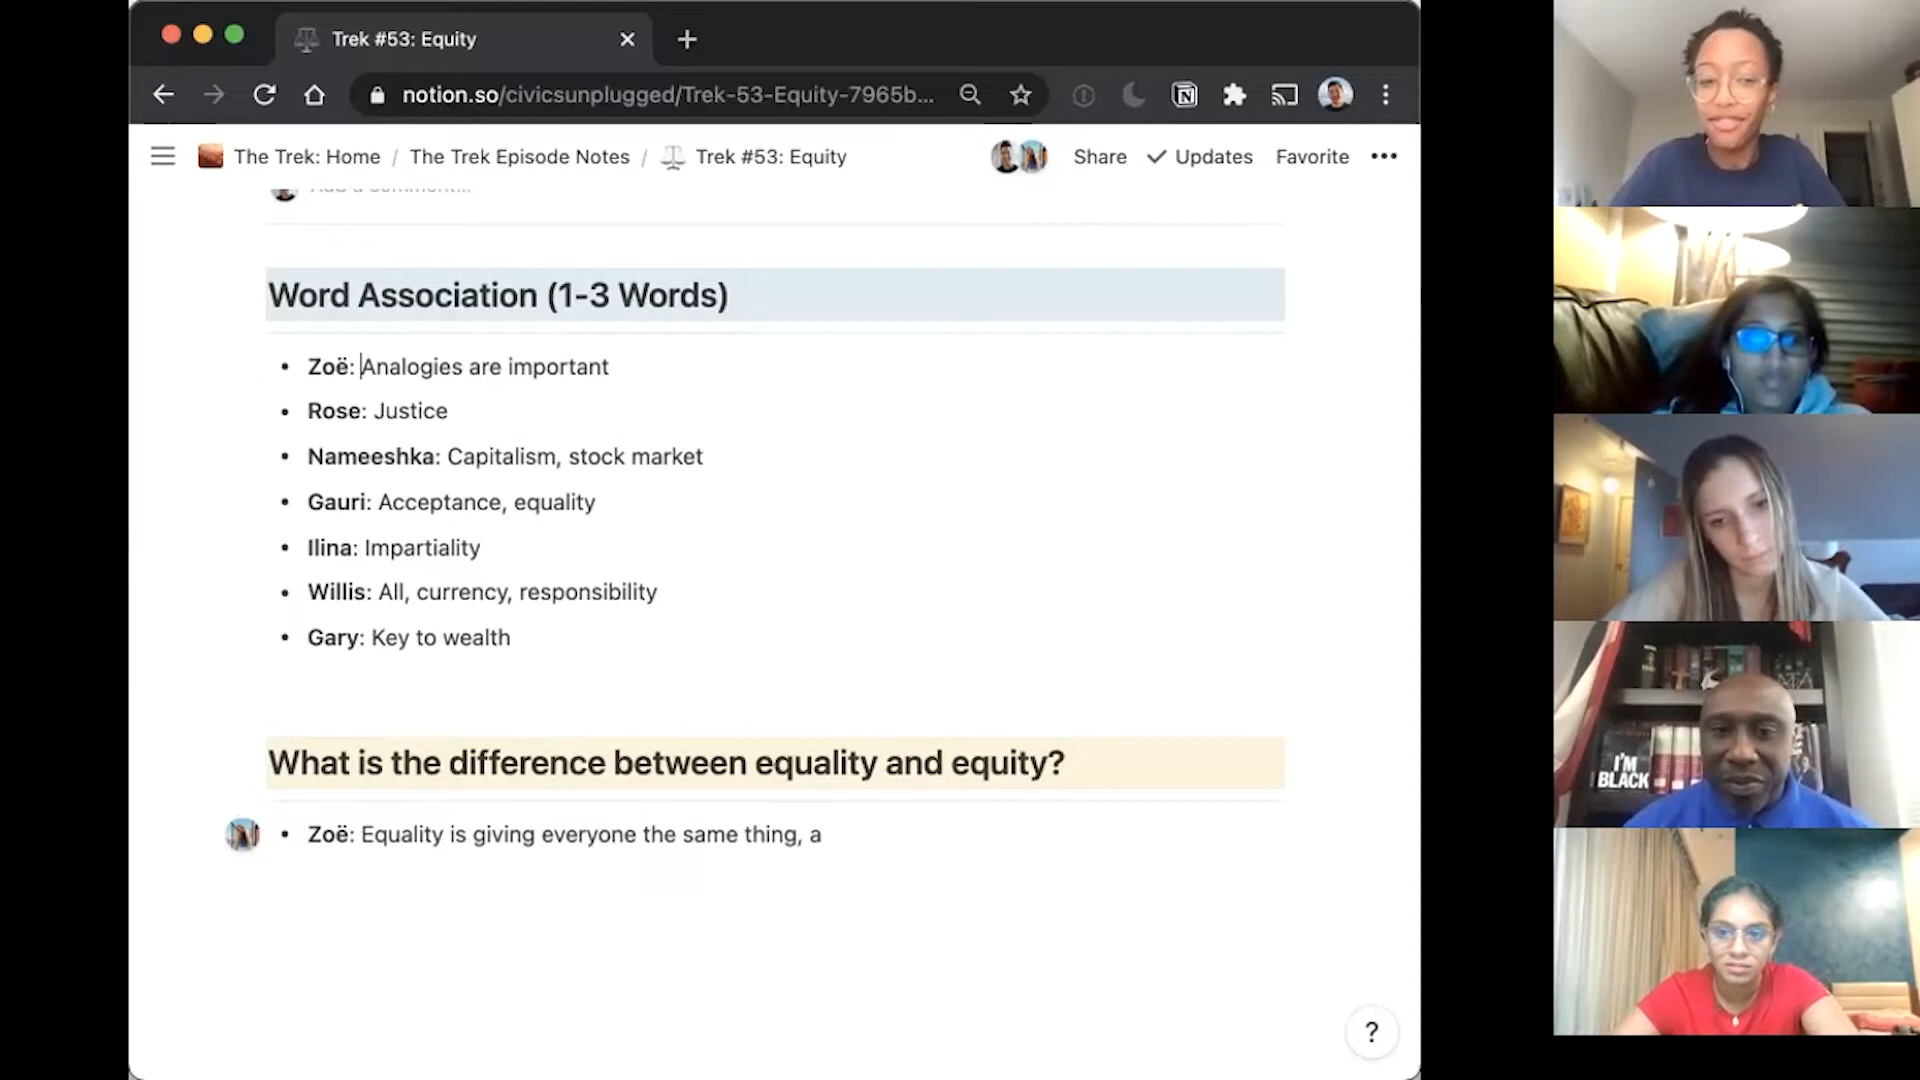 Trek #53: Equity
notion.so/civicsunplugged/Trek-53-Equity-7965b...
The Trek: Home / The Trek Episode Notes / Trek #53: Equity
Share Updates Favorite
Add a comment...
Word Association (1-3 Words)
• Zoë: Analogies are important
• Rose: Justice
• Nameeshka: Capitalism, stock market
• Gauri: Acceptance, equality
• Ilina: Impartiality
• Willis: All, currency, responsibility
• Gary: Key to wealth
What is the difference between equality and equity?
• Zoë: Equality is giving everyone the same thing, a
?
I'M
BLACK